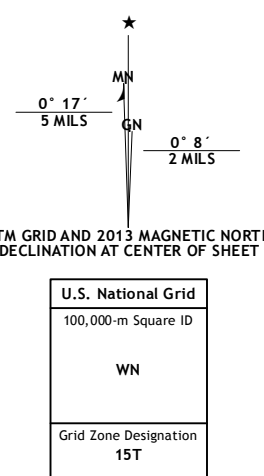 ★
MN
0° 17´
5 MILS
GN
0° 8´
2 MILS
TM GRID AND 2013 MAGNETIC NORTH
DECLINATION AT CENTER OF SHEET
U.S. National Grid
100,000-m Square ID
WN
Grid Zone Designation
15T